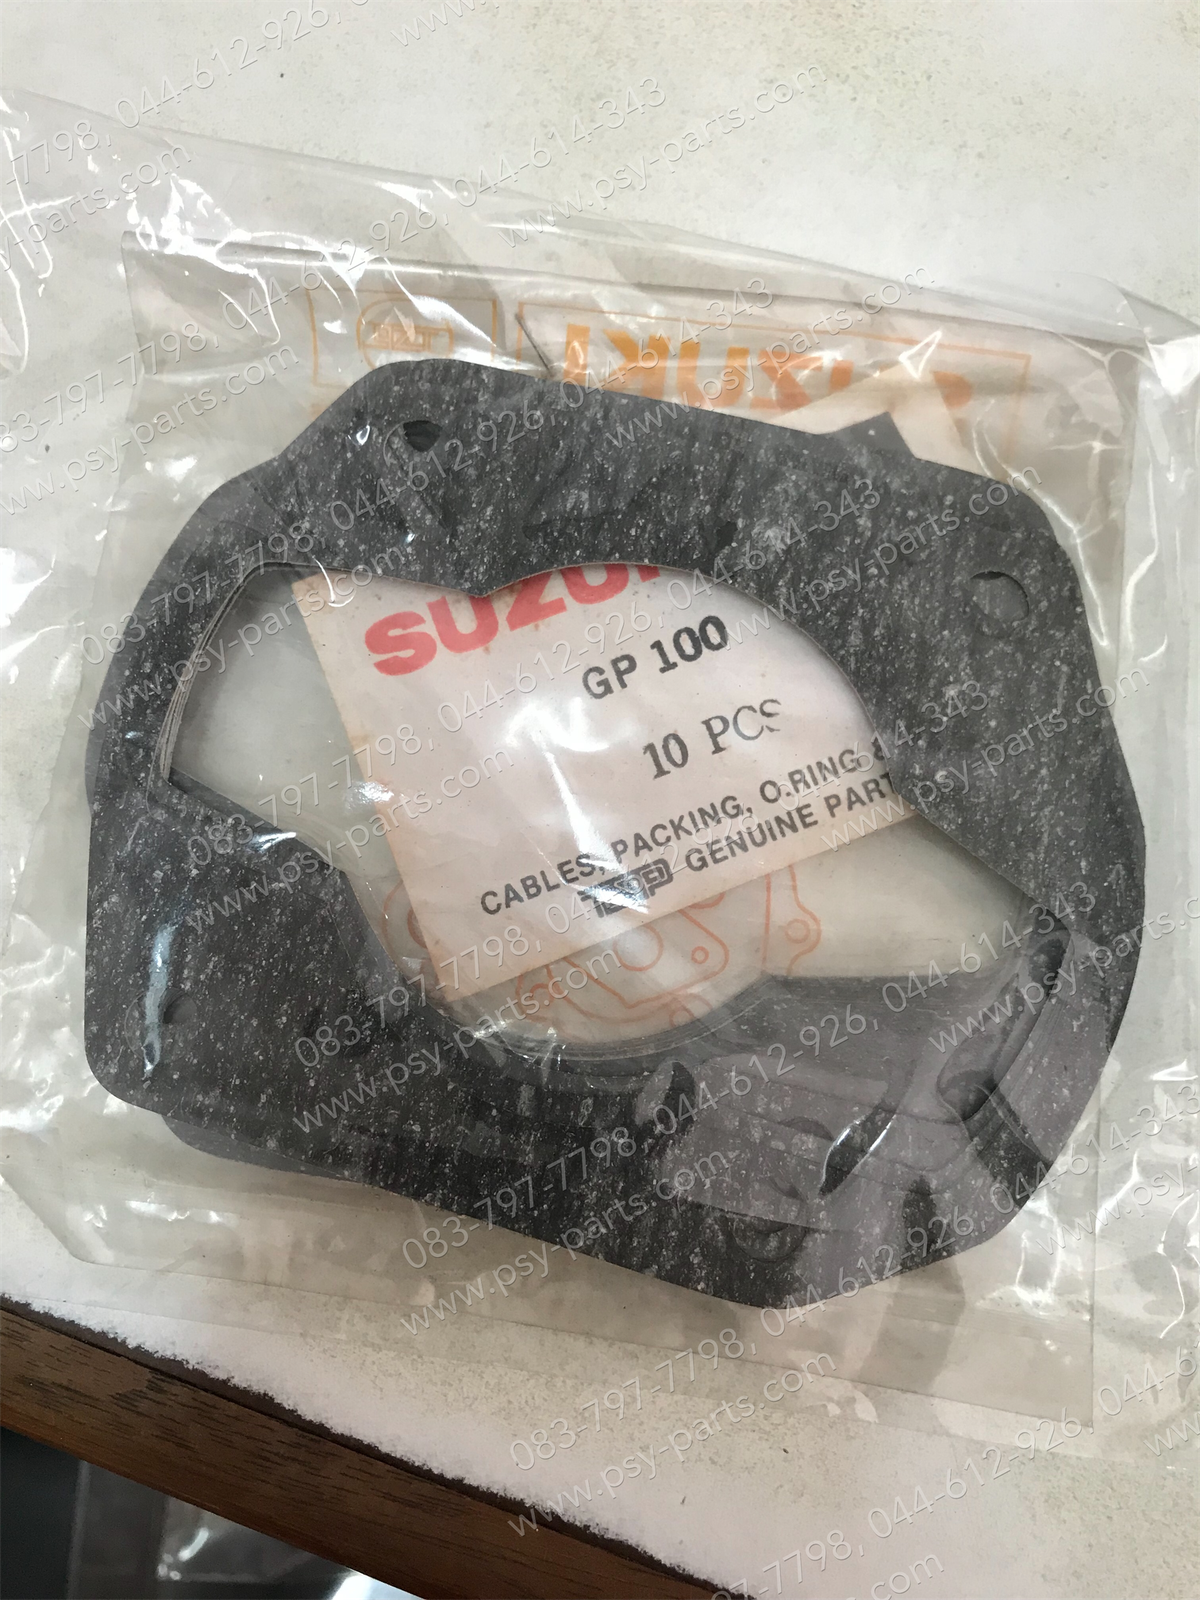 SUZUKI
SUZU
GP 100
10 PCS
CABLES, PACKING, O.RING &
GENUINE PART
083-797-7798, 044-612-926, 044-614-343
www.psy-parts.com